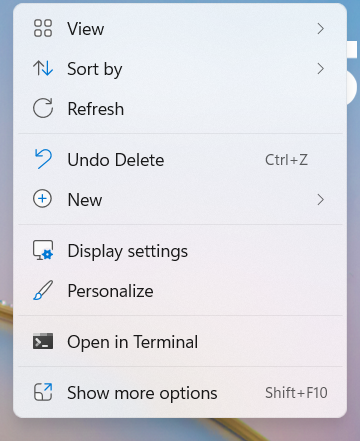 View
Sort by
Refresh
Undo Delete Ctrl+Z
New
Display settings
Personalize
Open in Terminal
Show more options Shift+F10